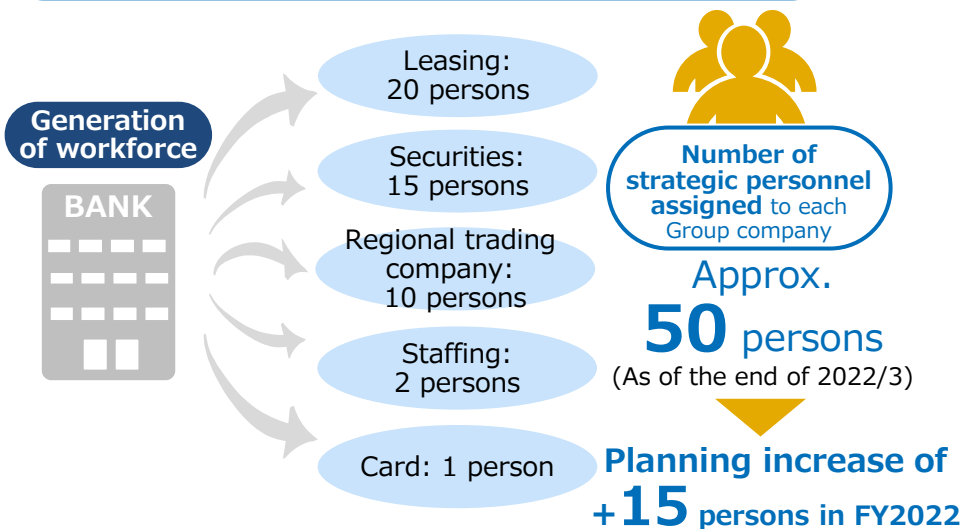 Generation
of workforce
BANK
Leasing:
20 persons
Securities:
15 persons
Regional trading
company:
10 persons
Staffing:
2 persons
Card: 1 person
Number of
strategic personnel
assigned to each
Group company
Approx.
50 persons
(As of the end of 2022/3)
Planning increase of
+15 persons in FY2022